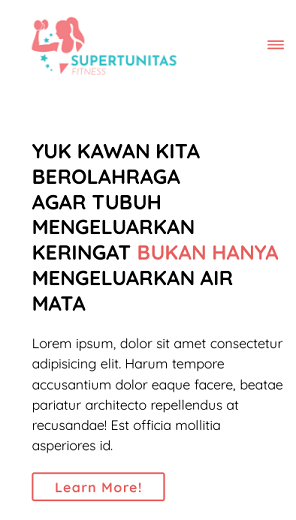 SUPERTUNITAS
FITNESS
YUK KAWAN KITA
BEROLAHRAGA
AGAR TUBUH
MENGELUARKAN
KERINGAT BUKAN HANYA
MENGELUARKAN AIR
MATA
Lorem ipsum, dolor sit amet consectetur
adipisicing elit. Harum tempore
accusantium dolor eaque facere, beatae
pariatur architecto repellendus at
recusandae! Est officia mollitia
asperiores id.
Learn More!